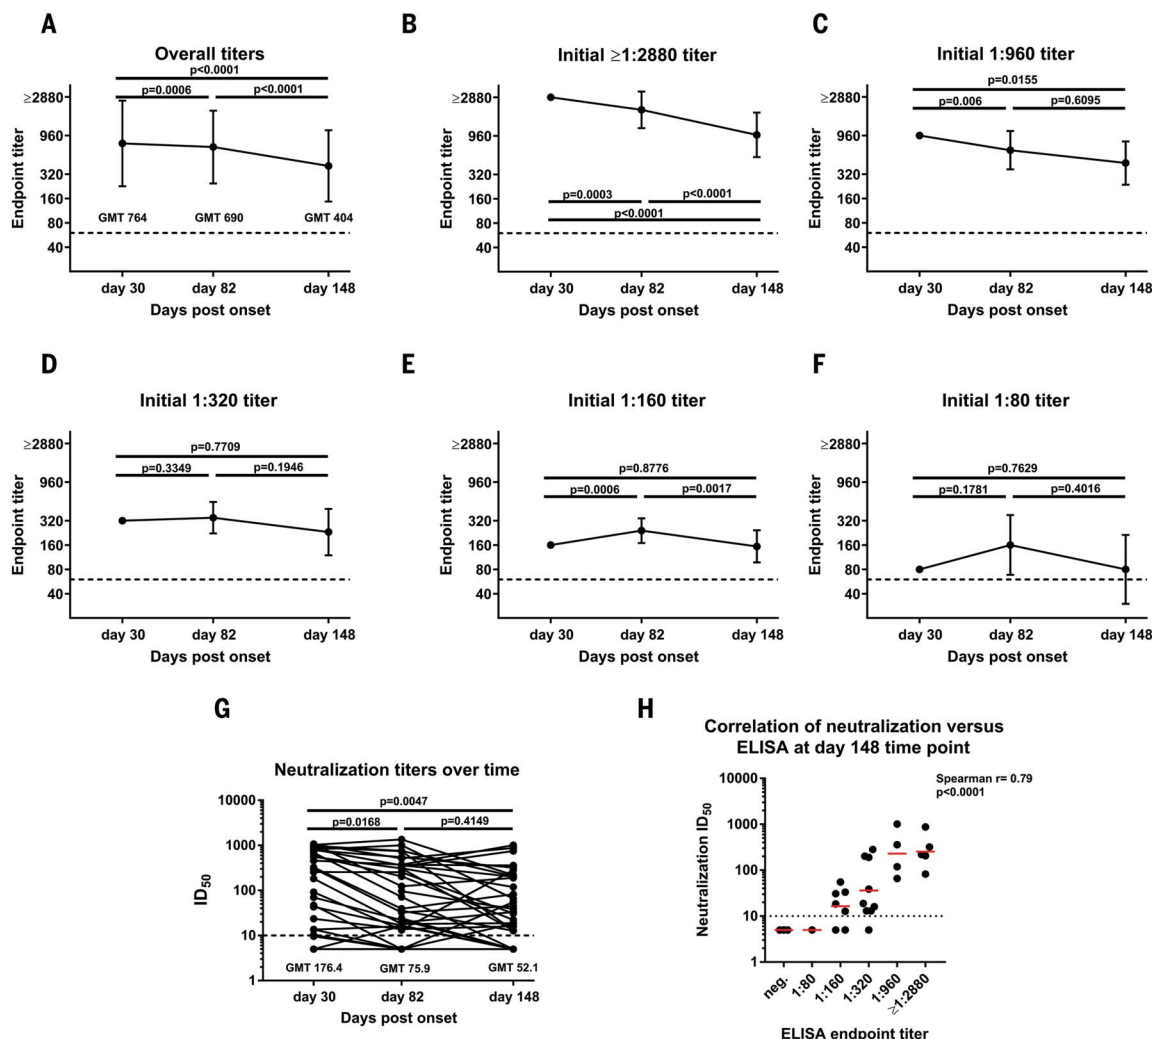 A
Overall titers
p<0.0001
p=0.0006
p<0.0001
≥2880
960
320
160
80
40
Endpoint titer
GMT 764
GMT 690
GMT 404
day 30
day 82
day 148
Days post onset
B
Initial ≥1:2880 titer
≥2880
960
320
160
80
40
Endpoint titer
p=0.0003
p<0.0001
p<0.0001
day 30
day 82
day 148
Days post onset
C
Initial 1:960 titer
p=0.0155
p=0.006
p=0.6095
≥2880
960
320
160
80
40
Endpoint titer
day 30
day 82
day 148
Days post onset
D
Initial 1:320 titer
p=0.7709
p=0.3349
p=0.1946
≥2880
960
320
160
80
40
Endpoint titer
day 30
day 82
day 148
Days post onset
E
Initial 1:160 titer
p=0.8776
p=0.0006
p=0.0017
≥2880
960
320
160
80
40
Endpoint titer
day 30
day 82
day 148
Days post onset
F
Initial 1:80 titer
p=0.7629
p=0.1781
p=0.4016
≥2880
960
320
160
80
40
Endpoint titer
day 30
day 82
day 148
Days post onset
G
Neutralization titers over time
p=0.0047
p=0.0168
p=0.4149
10000
1000
100
10
1
ID50
GMT 176.4
GMT 75.9
GMT 52.1
day 30
day 82
day 148
Days post onset
H
Correlation of neutralization versus
ELISA at day 148 time point
Spearman r= 0.79
p<0.0001
10000
1000
100
10
1
Neutralization ID50
neg.
1:80
1:160
1:320
1:960
≥1:2880
ELISA endpoint titer